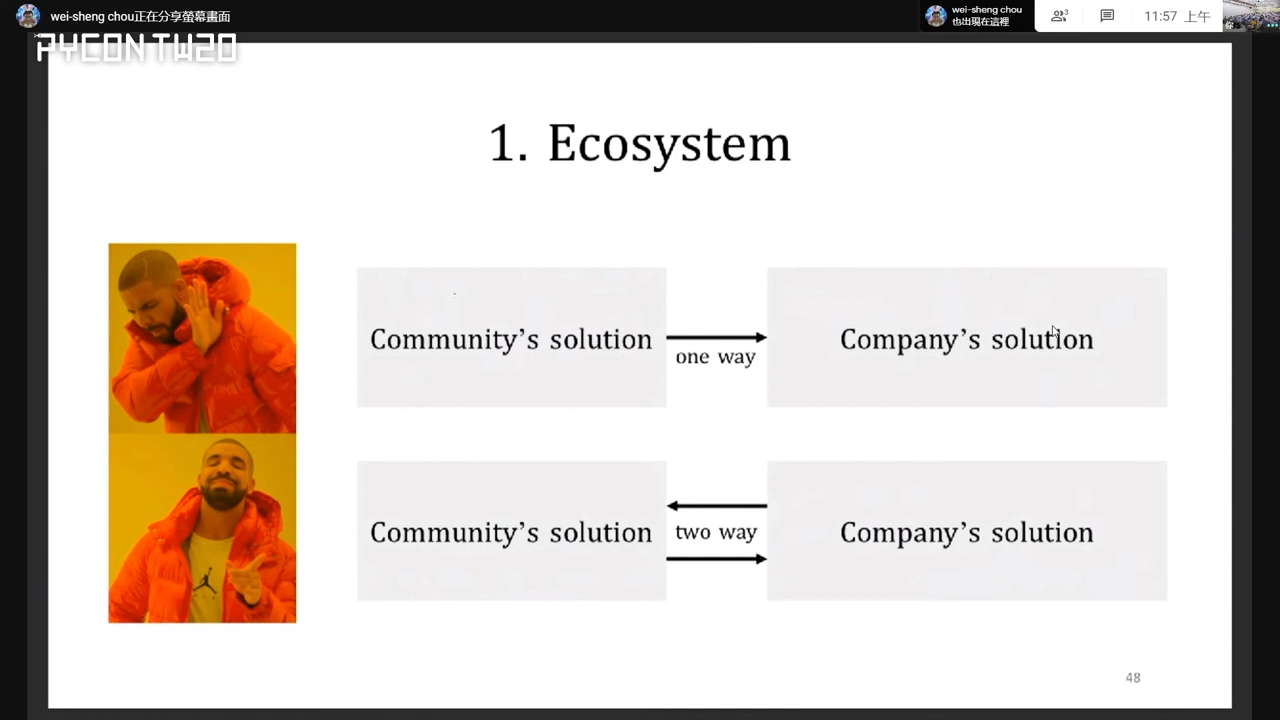 wei-sheng chou正在分享螢幕畫面
wei-sheng chou
也出現在這裡
3
11:57 上午
你
PYCON TW20
1. Ecosystem
Community's solution
one way
Company's solution
Community's solution
two way
Company's solution
48